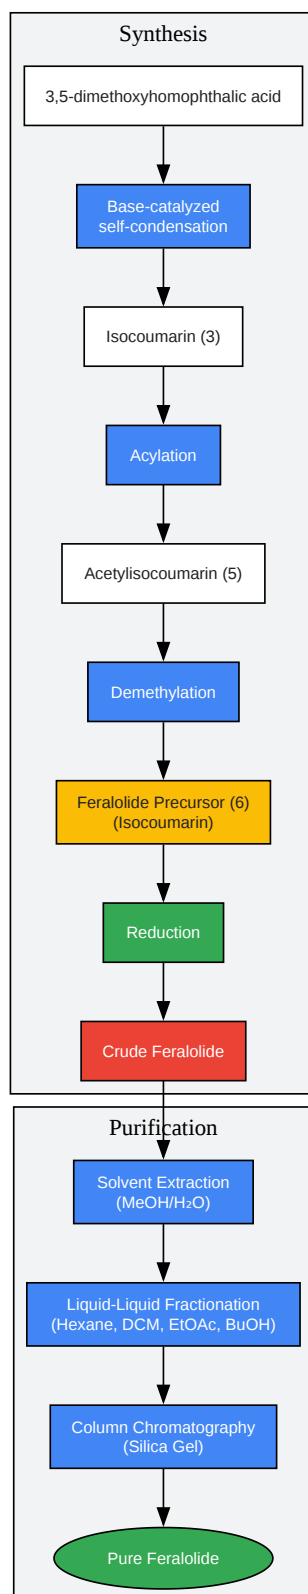 Synthesis
3,5-dimethoxyhomophthalic acid
Base-catalyzed
self-condensation
Isocoumarin (3)
Acylation
Acetylisocoumarin (5)
Demethylation
Feralolide Precursor (6)
(Isocoumarin)
Reduction
Crude Feralolide
Purification
Solvent Extraction
(MeOH/H₂O)
Liquid-Liquid Fractionation
(Hexane, DCM, EtOAc, BuOH)
Column Chromatography
(Silica Gel)
Pure Feralolide